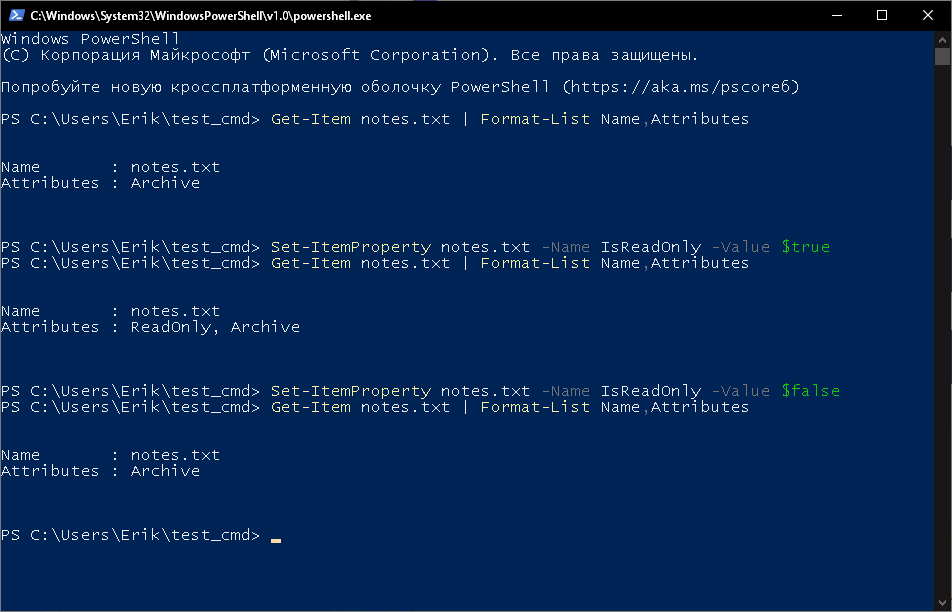 C:\Windows\System32\WindowsPowerShell\v1.0\powershell.exe
Windows PowerShell
(C) Корпорация Майкрософт (Microsoft Corporation). Все права защищены.
Попробуйте новую кроссплатформенную оболочку PowerShell (https://aka.ms/pscore6)
PS C:\Users\Erik\test_cmd> Get-Item notes.txt | Format-List Name,Attributes
Name       : notes.txt
Attributes : Archive
PS C:\Users\Erik\test_cmd> Set-ItemProperty notes.txt -Name IsReadOnly -Value $true
PS C:\Users\Erik\test_cmd> Get-Item notes.txt | Format-List Name,Attributes
Name       : notes.txt
Attributes : ReadOnly, Archive
PS C:\Users\Erik\test_cmd> Set-ItemProperty notes.txt -Name IsReadOnly -Value $false
PS C:\Users\Erik\test_cmd> Get-Item notes.txt | Format-List Name,Attributes
Name       : notes.txt
Attributes : Archive
PS C:\Users\Erik\test_cmd>